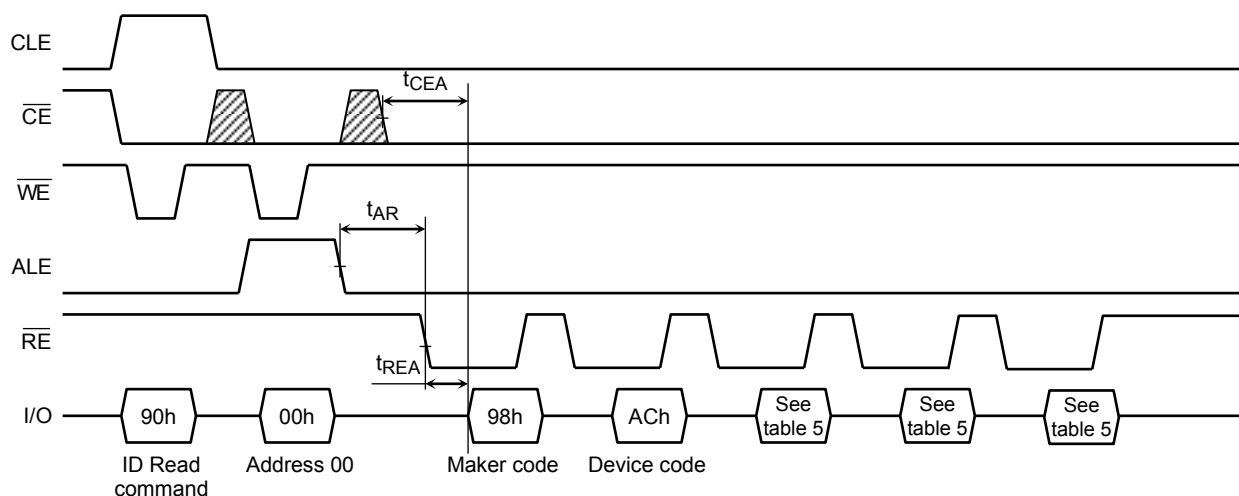 CLE
tCEA
CE
WE
tAR
ALE
RE
tREA
I/O
90h
00h
98h
ACh
See
table 5
See
table 5
See
table 5
ID Read
command
Address 00
Maker code
Device code